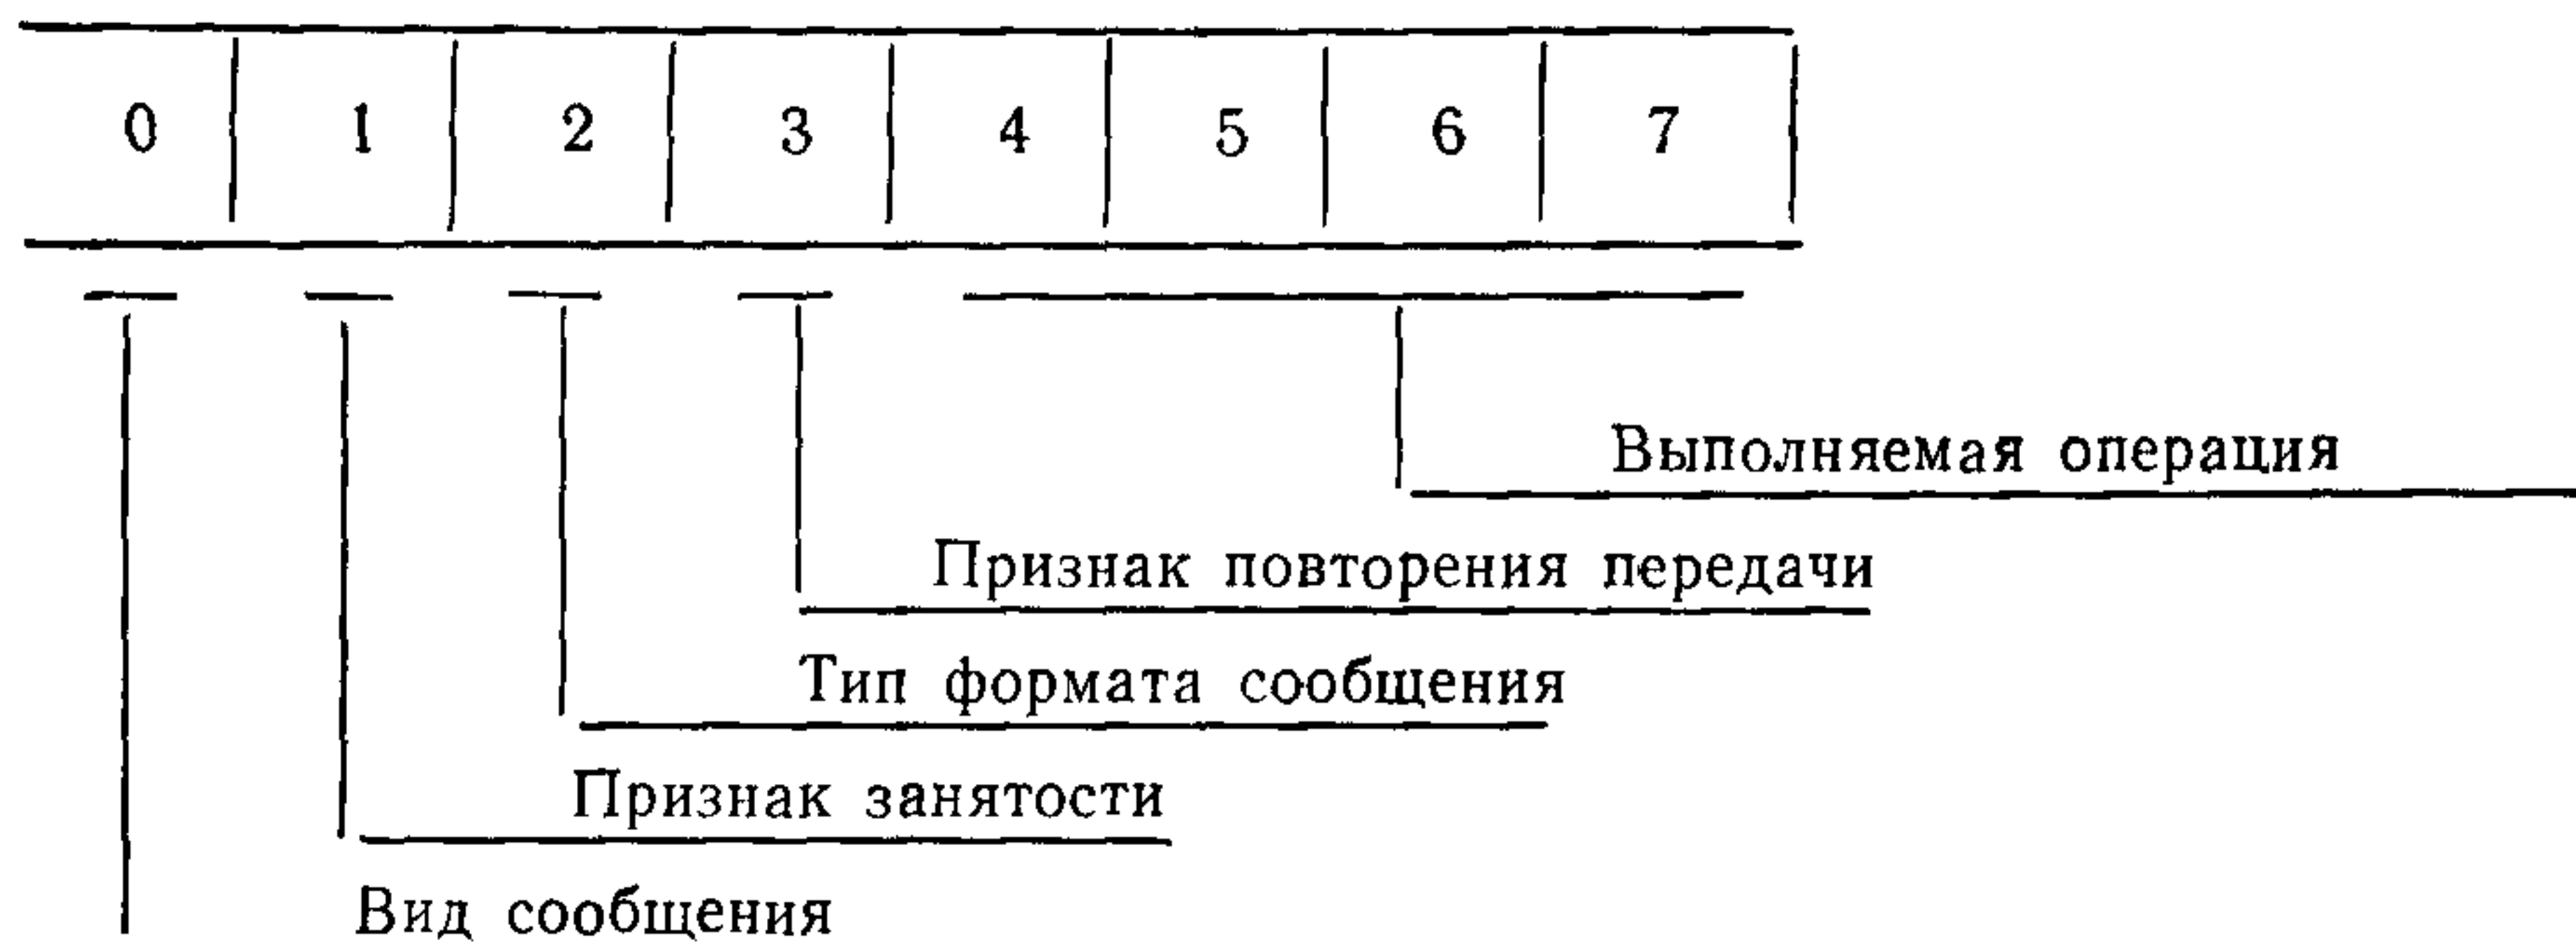 0 1 2 3 4 5 6 7
Выполняемая операция
Признак повторения передачи
Тип формата сообщения
Признак занятости
Вид сообщения